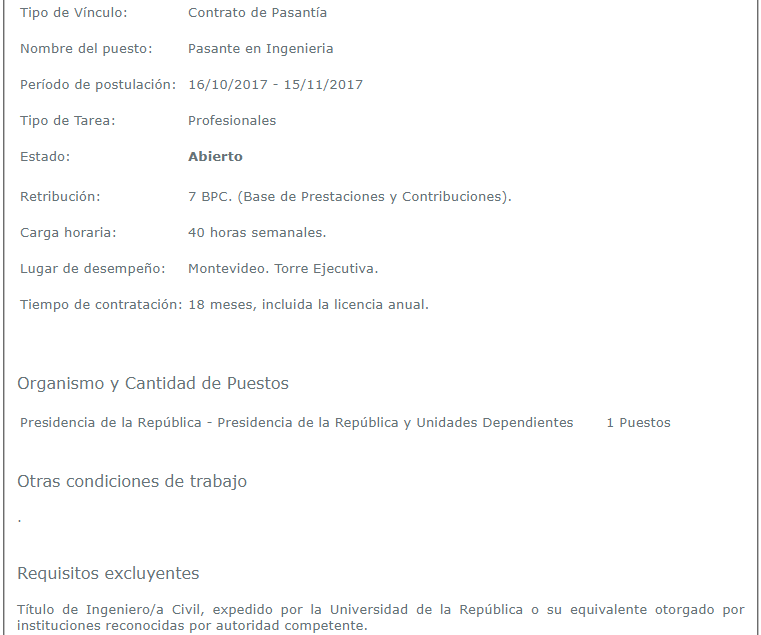 Tipo de Vínculo: Contrato de Pasantía
Nombre del puesto: Pasante en Ingenieria
Período de postulación: 16/10/2017 - 15/11/2017
Tipo de Tarea: Profesionales
Estado: Abierto
Retribución: 7 BPC. (Base de Prestaciones y Contribuciones).
Carga horaria: 40 horas semanales.
Lugar de desempeño: Montevideo. Torre Ejecutiva.
Tiempo de contratación: 18 meses, incluida la licencia anual.
Organismo y Cantidad de Puestos
Presidencia de la República - Presidencia de la República y Unidades Dependientes 1 Puestos
Otras condiciones de trabajo
.
Requisitos excluyentes
Título de Ingeniero/a Civil, expedido por la Universidad de la República o su equivalente otorgado por
instituciones reconocidas por autoridad competente.